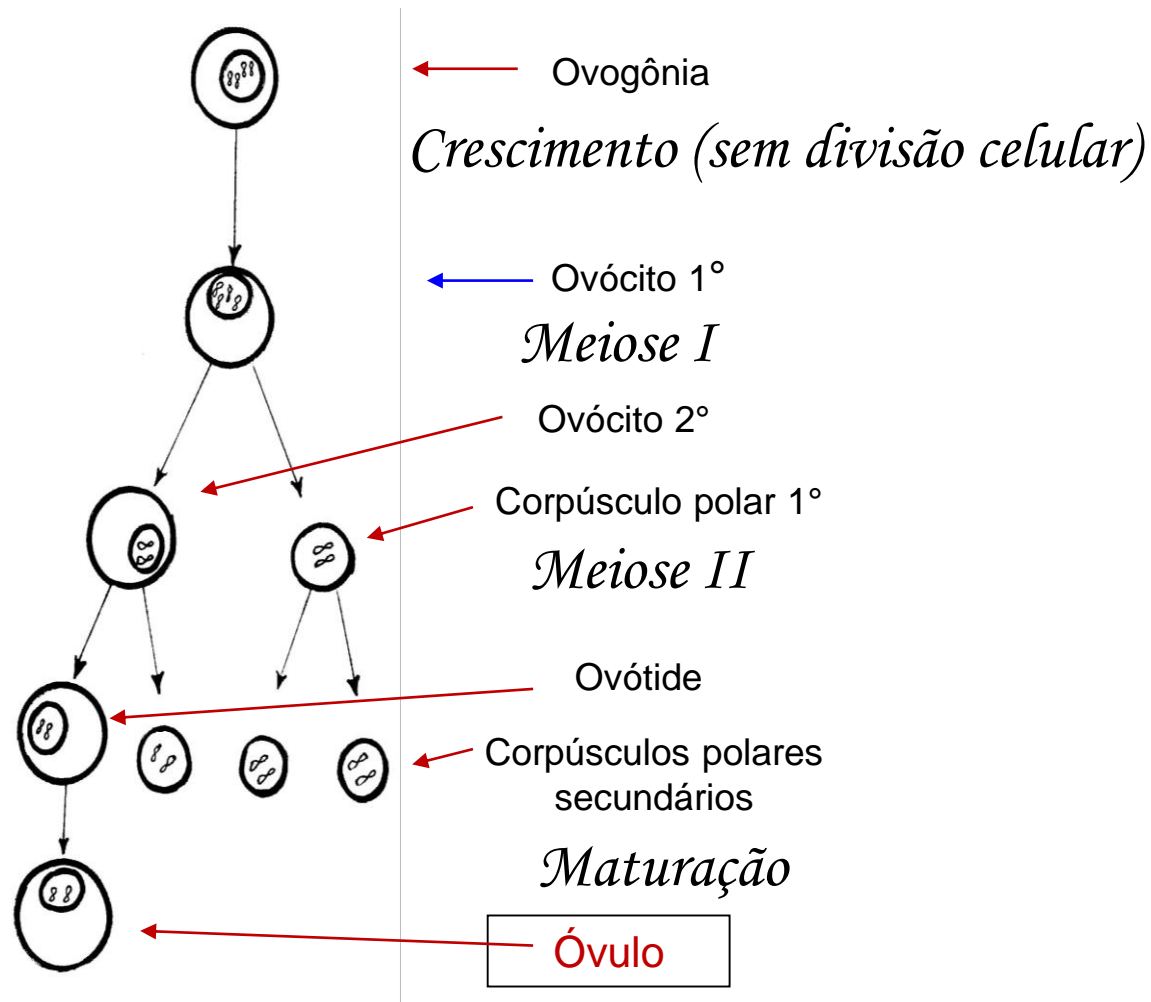 Ovogônia
Crescimento (sem divisão celular)
Ovócito 1°
Meiose I
Ovócito 2°
Corpúsculo polar 1°
Meiose II
Ovótide
Corpúsculos polares
secundários
Maturação
Óvulo